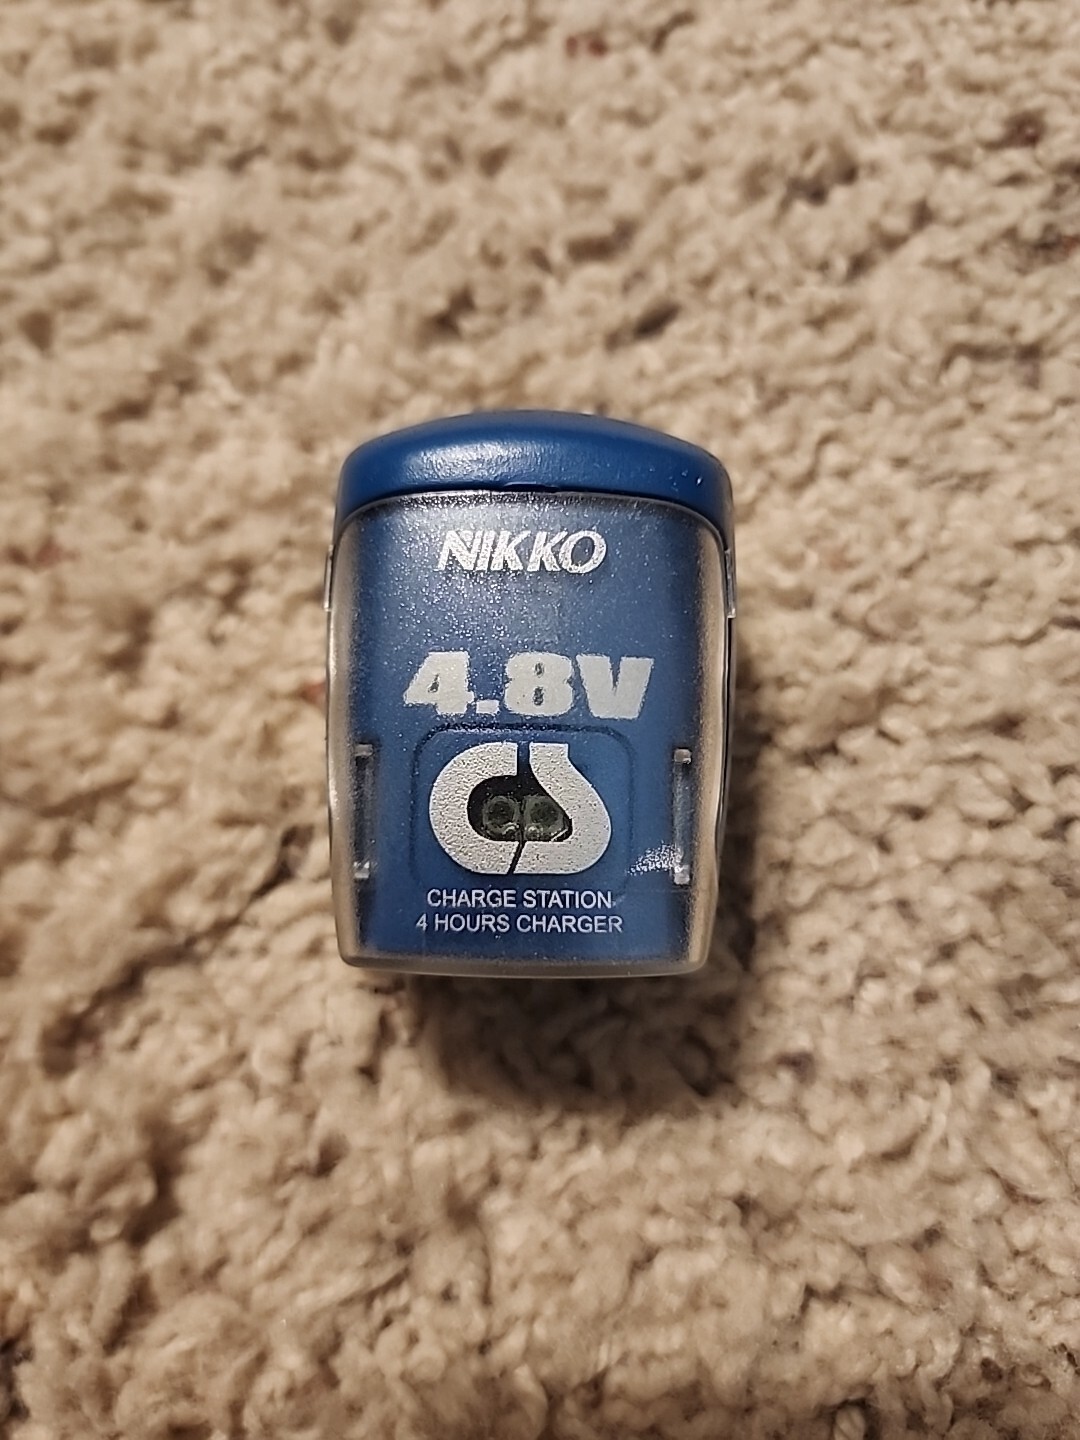 NIKKO
4.8V
CS
CHARGE STATION
4 HOURS CHARGER